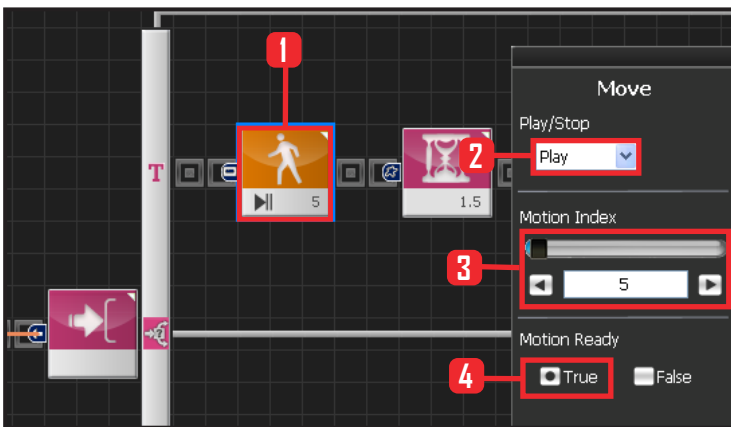 1
Move
Play/Stop
2
Play
T
5
1.5
Motion Index
3
5
Motion Ready
4
True
False
?